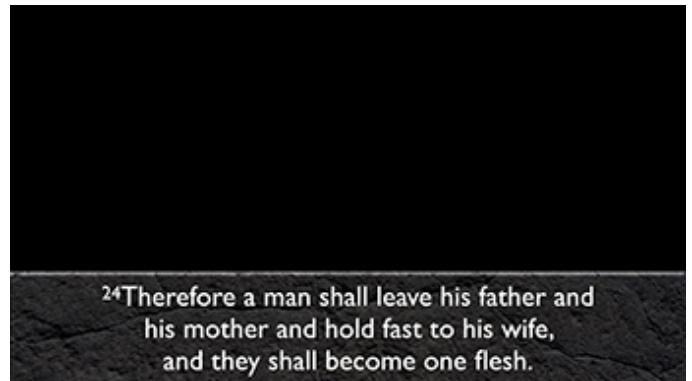 ²⁴Therefore a man shall leave his father and
his mother and hold fast to his wife,
and they shall become one flesh.